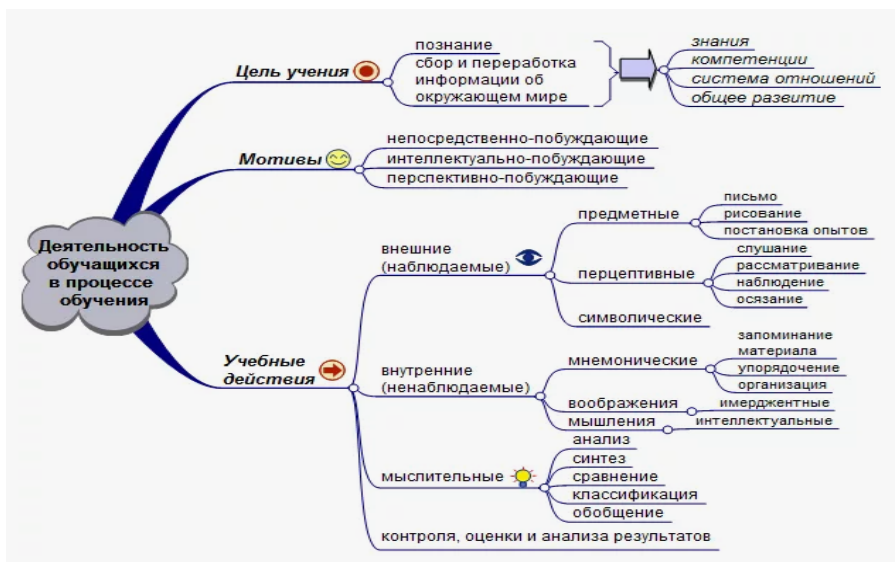 Деятельность
обучащихся
в процессе
обучения
Цель учения
познание
сбор и переработка
информации об
окружающем мире
знания
компетенции
система отношений
общее развитие
Мотивы
непосредственно-побуждающие
интеллектуально-побуждающие
перспективно-побуждающие
Учебные
действия
внешние
(наблюдаемые)
предметные
письмо
рисование
постановка опытов
перцептивные
слушание
рассматривание
наблюдение
осязание
символические
внутренние
(ненаблюдаемые)
мнемонические
запоминание
материала
упорядочение
организация
воображения
имерджентные
мышления
интеллектуальные
мыслительные
анализ
синтез
сравнение
классификация
обобщение
контроля, оценки и анализа результатов